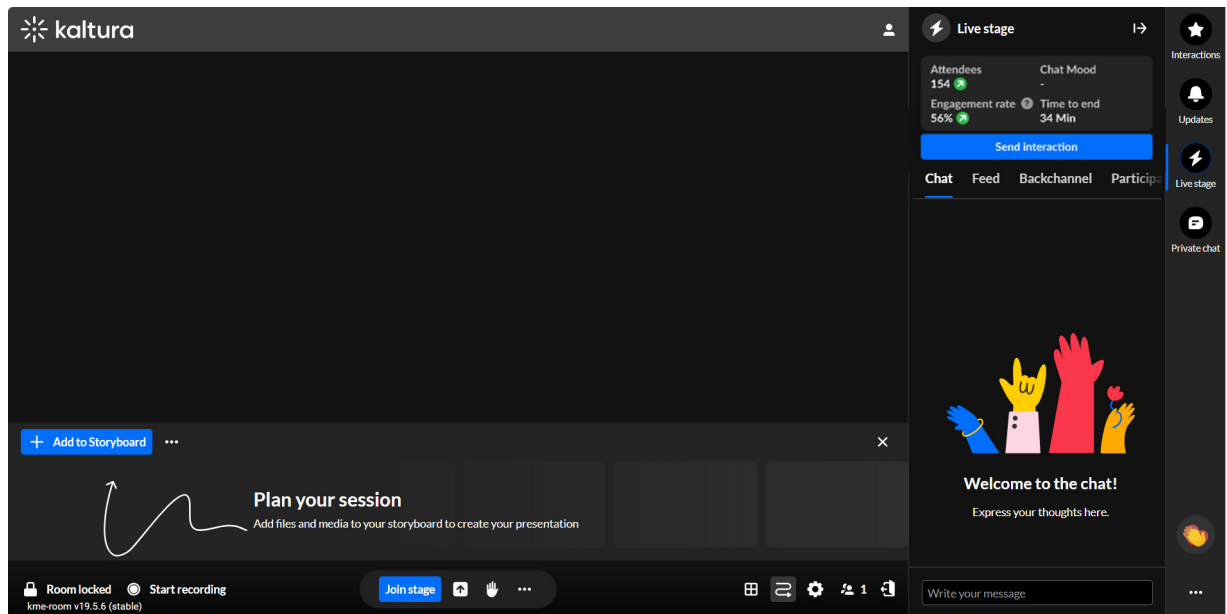 kaltura
Add to Storyboard
Plan your session
Add files and media to your storyboard to create your presentation
Room locked
Start recording
kme-room v19.5.6 (stable)
Join stage
1
Live stage
Attendees
Chat Mood
154
-
Engagement rate ?
Time to end
56%
34 Min
Send interaction
Chat Feed Backchannel Particip
Welcome to the chat!
Express your thoughts here.
Write your message
Interactions
Updates
Live stage
Private chat